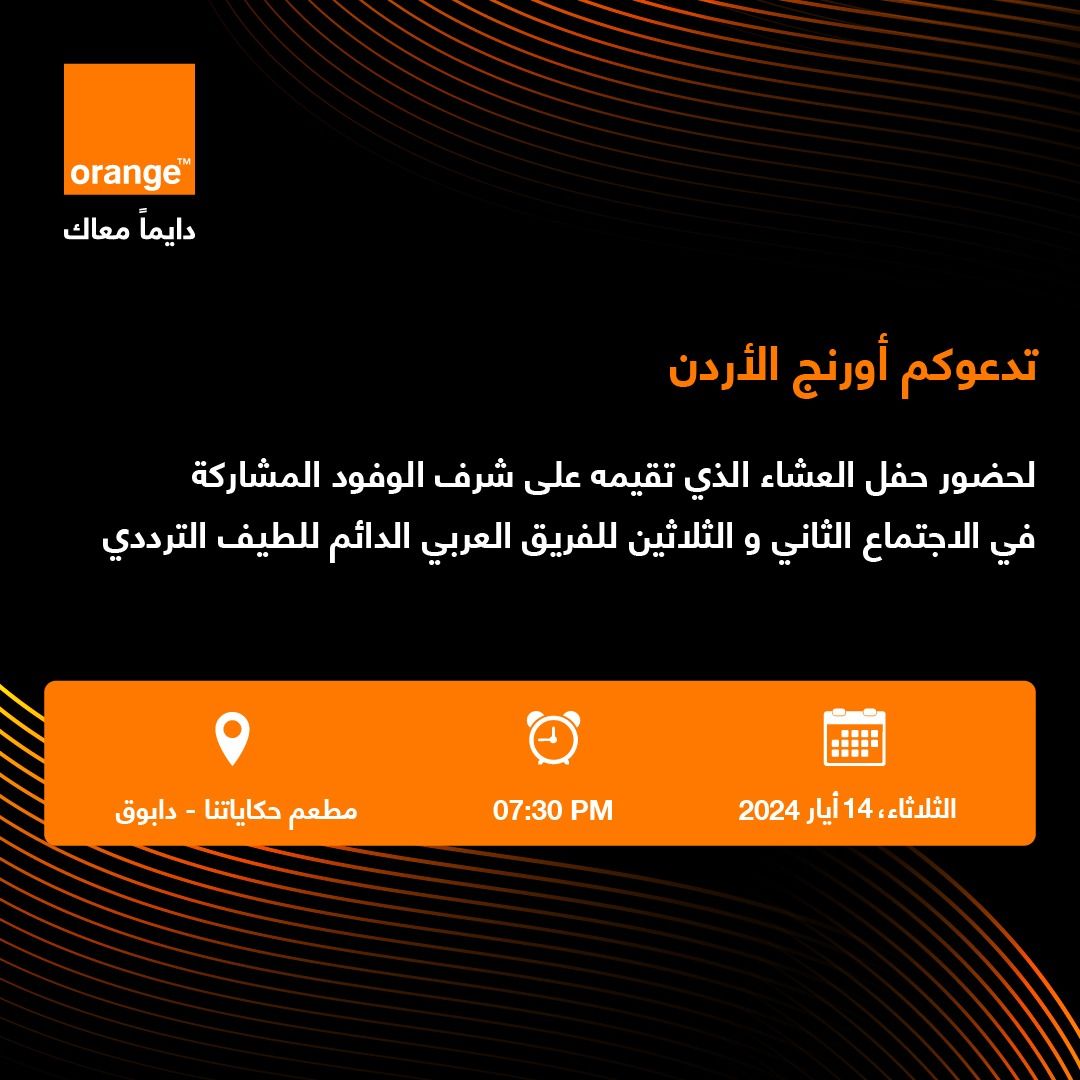 orange™
دايماً معاك
تدعوكم أورنج الأردن
لحضور حفل العشاء الذي تقيمه على شرف الوفود المشاركة
في الاجتماع الثاني و الثلاثين للفريق العربي الدائم للطيف الترددي
الثلاثاء، 14 أيار 2024
07:30 PM
مطعم حكاياتنا - دابوق